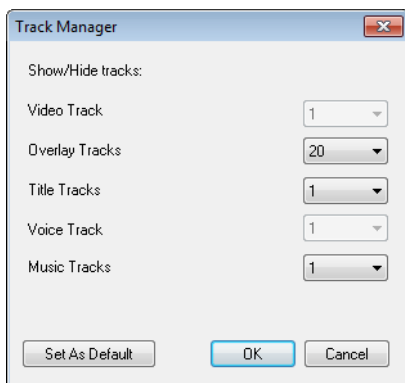 Track Manager
Show/Hide tracks:
Video Track 1
Overlay Tracks 20
Title Tracks 1
Voice Track 1
Music Tracks 1
Set As Default OK Cancel